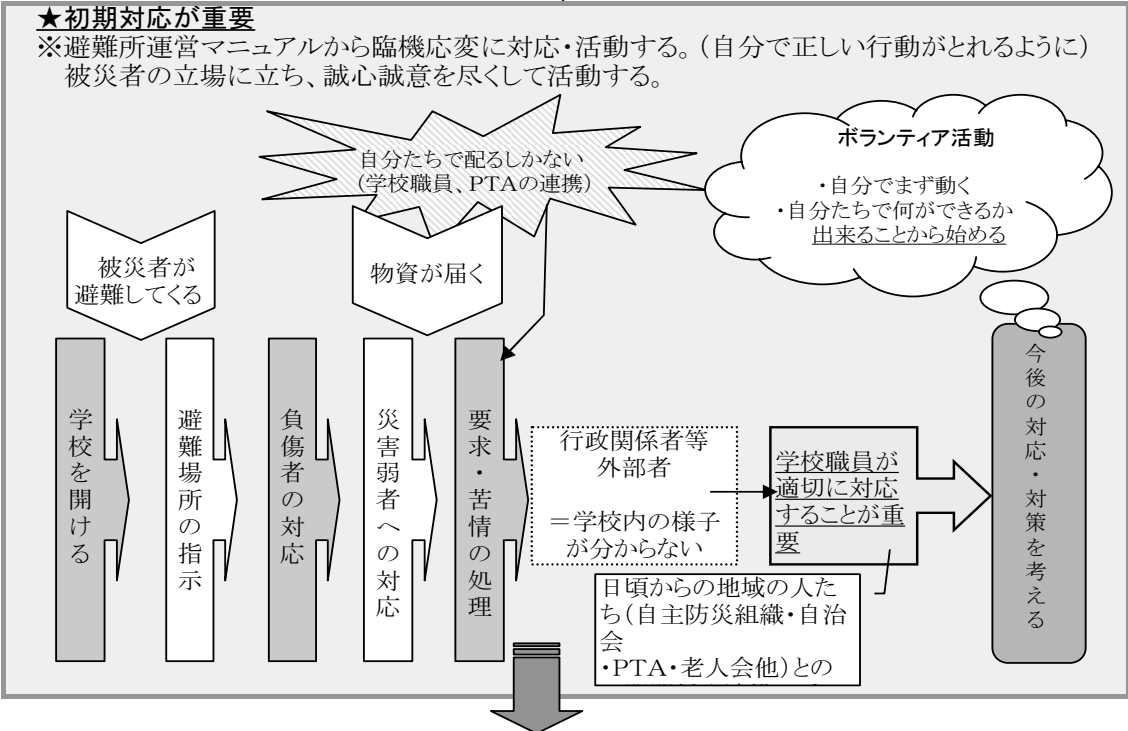 ★初期対応が重要
※避難所運営マニュアルから臨機応変に対応・活動する。（自分で正しい行動がとれるように）
被災者の立場に立ち、誠心誠意を尽くして活動する。
自分たちで配るしかない
（学校職員、PTAの連携）
ボランティア活動
・自分でまず動く
・自分たちで何ができるか
出来ることから始める
被災者が
避難してくる
物資が届く
学校を開ける
避難場所の指示
負傷者の対応
災害弱者への対応
要求・苦情の処理
行政関係者等
外部者
＝学校内の様子
が分からない
学校職員が
適切に対応
することが重
要
今後の対応・対策を考える
日頃からの地域の人た
ち（自主防災組織・自治
会
・PTA・老人会他）との